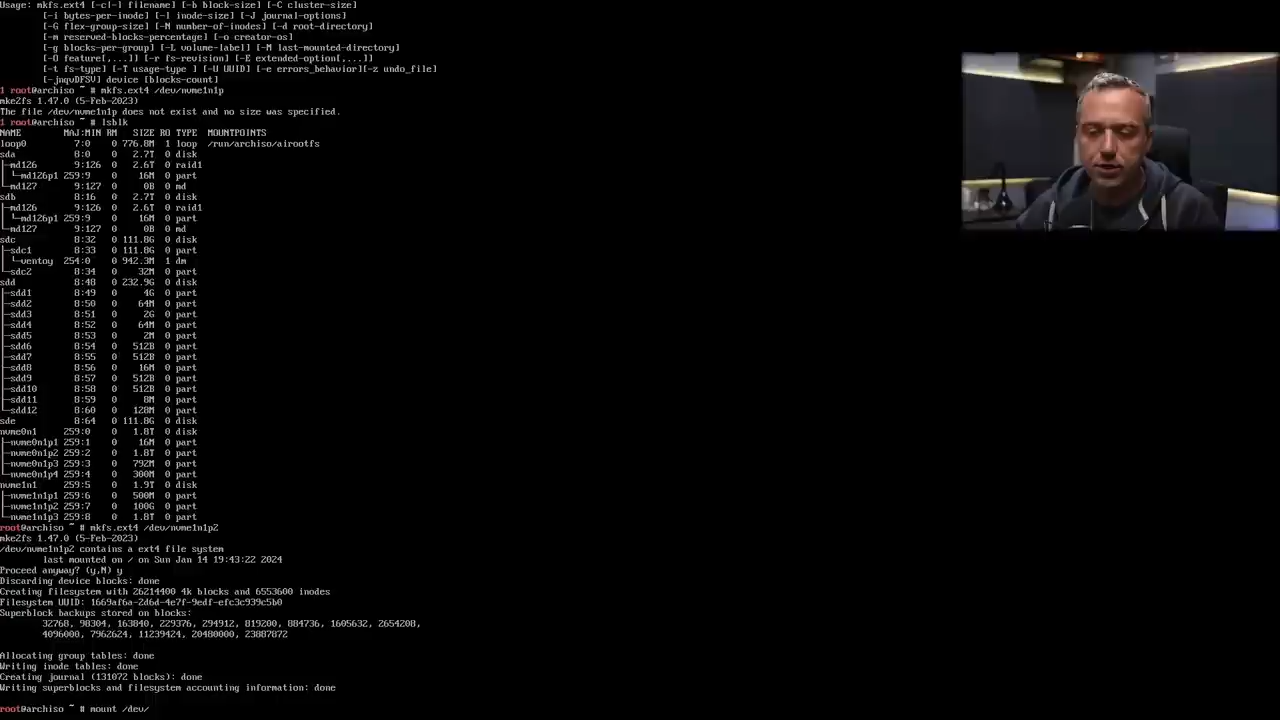 Usage: mkfs.ext4 [-c|-l filename] [-b block-size] [-C cluster-size]
[-i bytes-per-inode] [-I inode-size] [-J journal-options]
[-G flex-group-size] [-N number-of-inodes] [-d root-directory]
[-m reserved-blocks-percentage] [-o creator-os]
[-g blocks-per-group] [-L volume-label] [-M last-mounted-directory]
[-O feature[,...]] [-r fs-revision] [-E extended-option[,...]]
[-t fs-type] [-T usage-type ] [-U UUID] [-e errors_behavior][-z undo_file]
[-jnqvDFSV] device [blocks-count]
1 root@archiso ~ # mkfs.ext4 /dev/nvme1n1p
mke2fs 1.47.0 (5-Feb-2023)
The file /dev/nvme1n1p does not exist and no size was specified.
1 root@archiso ~ # lsblk
NAME MAJ:MIN RM SIZE RO TYPE MOUNTPOINTS
loop0 7:0 0 776.8M 1 loop /run/archiso/airootfs
sda 8:0 0 2.7T 0 disk
├─md126 9:126 0 2.6T 0 raid1
│ └─md126p1 259:9 0 16M 0 part
└─md127 9:127 0 0B 0 md
sdb 8:16 0 2.7T 0 disk
├─md126 9:126 0 2.6T 0 raid1
│ └─md126p1 259:9 0 16M 0 part
└─md127 9:127 0 0B 0 md
sdc 8:32 0 111.8G 0 disk
├─sdc1 8:33 0 111.8G 0 part
│ └─ventoy 254:0 0 942.3M 1 dm
└─sdc2 8:34 0 32M 0 part
sdd 8:48 0 232.9G 0 disk
├─sdd1 8:49 0 4G 0 part
├─sdd2 8:50 0 64M 0 part
├─sdd3 8:51 0 2G 0 part
├─sdd4 8:52 0 64M 0 part
├─sdd5 8:53 0 2M 0 part
├─sdd6 8:54 0 512B 0 part
├─sdd7 8:55 0 512B 0 part
├─sdd8 8:56 0 16M 0 part
├─sdd9 8:57 0 512B 0 part
├─sdd10 8:58 0 512B 0 part
├─sdd11 8:59 0 8M 0 part
└─sdd12 8:60 0 128M 0 part
sde 8:64 0 111.8G 0 disk
nvme0n1 259:0 0 1.8T 0 disk
├─nvme0n1p1 259:1 0 16M 0 part
├─nvme0n1p2 259:2 0 1.8T 0 part
├─nvme0n1p3 259:3 0 792M 0 part
└─nvme0n1p4 259:4 0 300M 0 part
nvme1n1 259:5 0 1.9T 0 disk
├─nvme1n1p1 259:6 0 500M 0 part
├─nvme1n1p2 259:7 0 100G 0 part
└─nvme1n1p3 259:8 0 1.8T 0 part
root@archiso ~ # mkfs.ext4 /dev/nvme1n1p2
mke2fs 1.47.0 (5-Feb-2023)
/dev/nvme1n1p2 contains a ext4 file system
last mounted on / on Sun Jan 14 19:43:22 2024
Proceed anyway? (y,N) y
Discarding device blocks: done
Creating filesystem with 26214400 4k blocks and 6553600 inodes
Filesystem UUID: 1669af6a-2d6d-4e7f-9edf-efc3c939c5b0
Superblock backups stored on blocks:
32768, 98304, 163840, 229376, 294912, 819200, 884736, 1605632, 2654208,
4096000, 7962624, 11239424, 20480000, 23887872
Allocating group tables: done
Writing inode tables: done
Creating journal (131072 blocks): done
Writing superblocks and filesystem accounting information: done
root@archiso ~ # mount /dev/